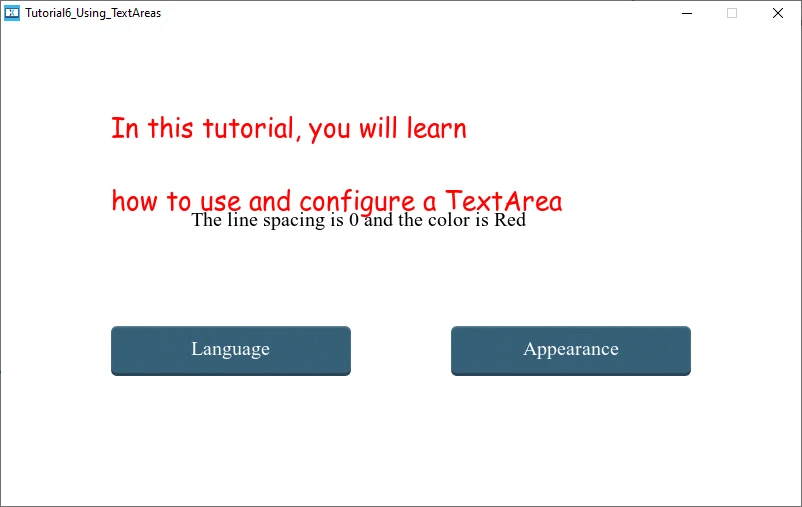 Tutorial6_Using_TextAreas
In this tutorial, you will learn
how to use and configure a TextArea
The line spacing is 0 and the color is Red
Language
Appearance